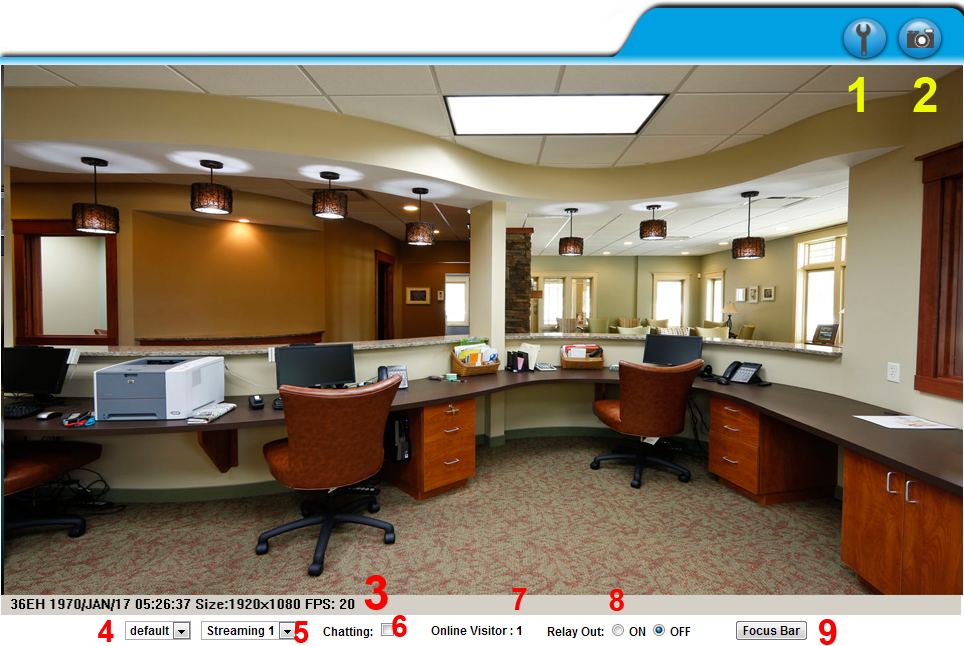 1 2
36EH 1970/JAN/17 05:26:37 Size:1920x1080 FPS: 20 3 7 8
4 default Streaming 1 5 Chatting: 6 Online Visitor : 1 Relay Out: ON OFF Focus Bar 9